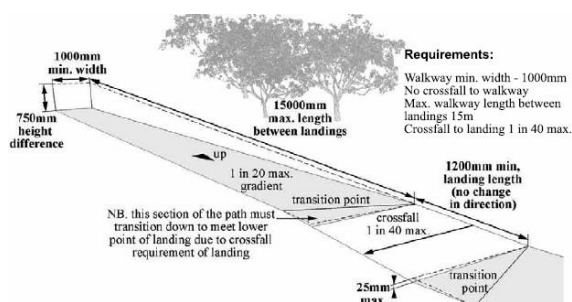 1000mm
min. width
Requirements:
Walkway min. width - 1000mm
No crossfall to walkway
Max. walkway length between
landings 15m
Crossfall to landing 1 in 40 max.
15000mm
max. length
between landings
750mm
height
difference
up
1 in 20 max.
gradient
1200mm min,
landing length
(no change
in direction)
transition point
NB. this section of the path must
transition down to meet lower
point of landing due to crossfall
requirement of landing
crossfall
1 in 40 max.
transition
point
25mm
max